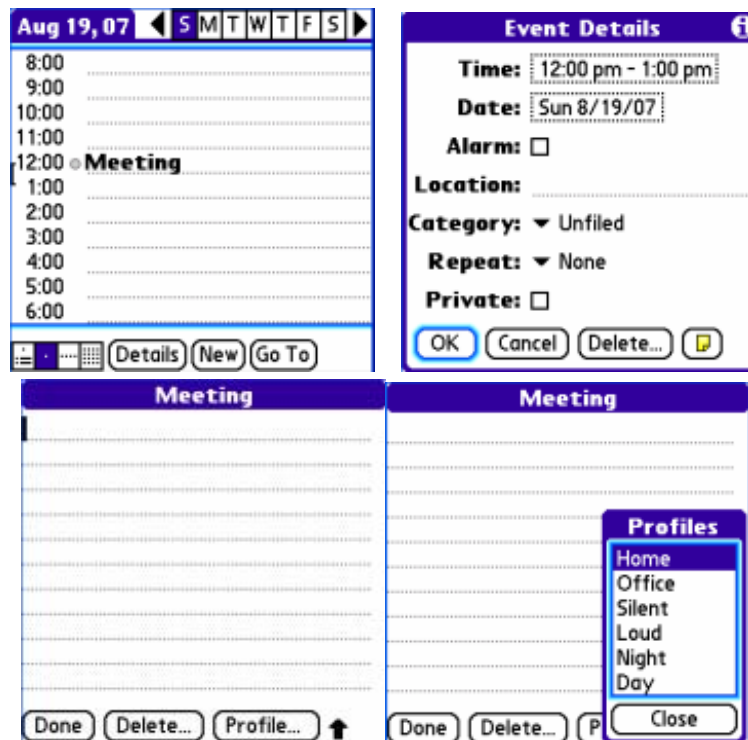 Aug 19, 07 S M T W T F S
8:00
9:00
10:00
11:00
12:00 Meeting
1:00
2:00
3:00
4:00
5:00
6:00
Details New Go To
Event Details
Time: 12:00 pm - 1:00 pm
Date: Sun 8/19/07
Alarm:
Location:
Category: Unfiled
Repeat: None
Private:
OK Cancel Delete...
Meeting
Done Delete... Profile...
Meeting
Profiles
Home
Office
Silent
Loud
Night
Day
Close
Done Delete... P